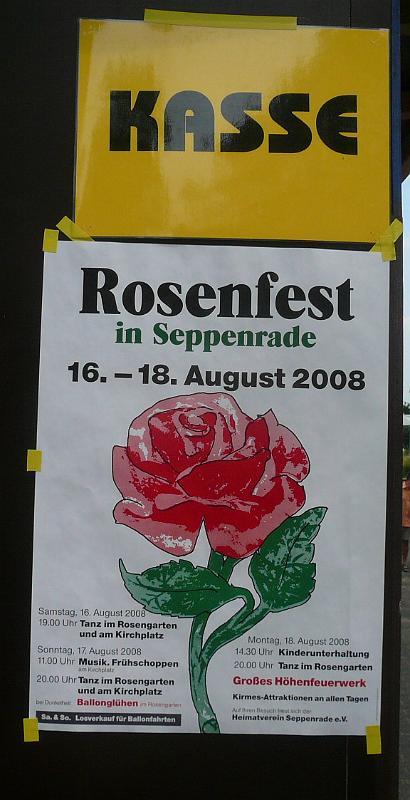 KASSE
Rosenfest
in Seppenrade
16. – 18. August 2008
Samstag, 16. August 2008
19.00 Uhr Tanz im Rosengarten
und am Kirchplatz
Sonntag, 17. August 2008
11.00 Uhr Musik. Frühschoppen
am Kirchplatz
20.00 Uhr Tanz im Rosengarten
und am Kirchplatz
bei Dunkelheit Ballonglühen im Rosengarten
Sa. & So. Losverkauf für Ballonfahrten
Montag, 18. August 2008
14.30 Uhr Kinderunterhaltung
20.00 Uhr Tanz im Rosengarten
Großes Höhenfeuerwerk
Kirmes-Attraktionen an allen Tagen
Auf Ihren Besuch freut sich der
Heimatverein Seppenrade e.V.